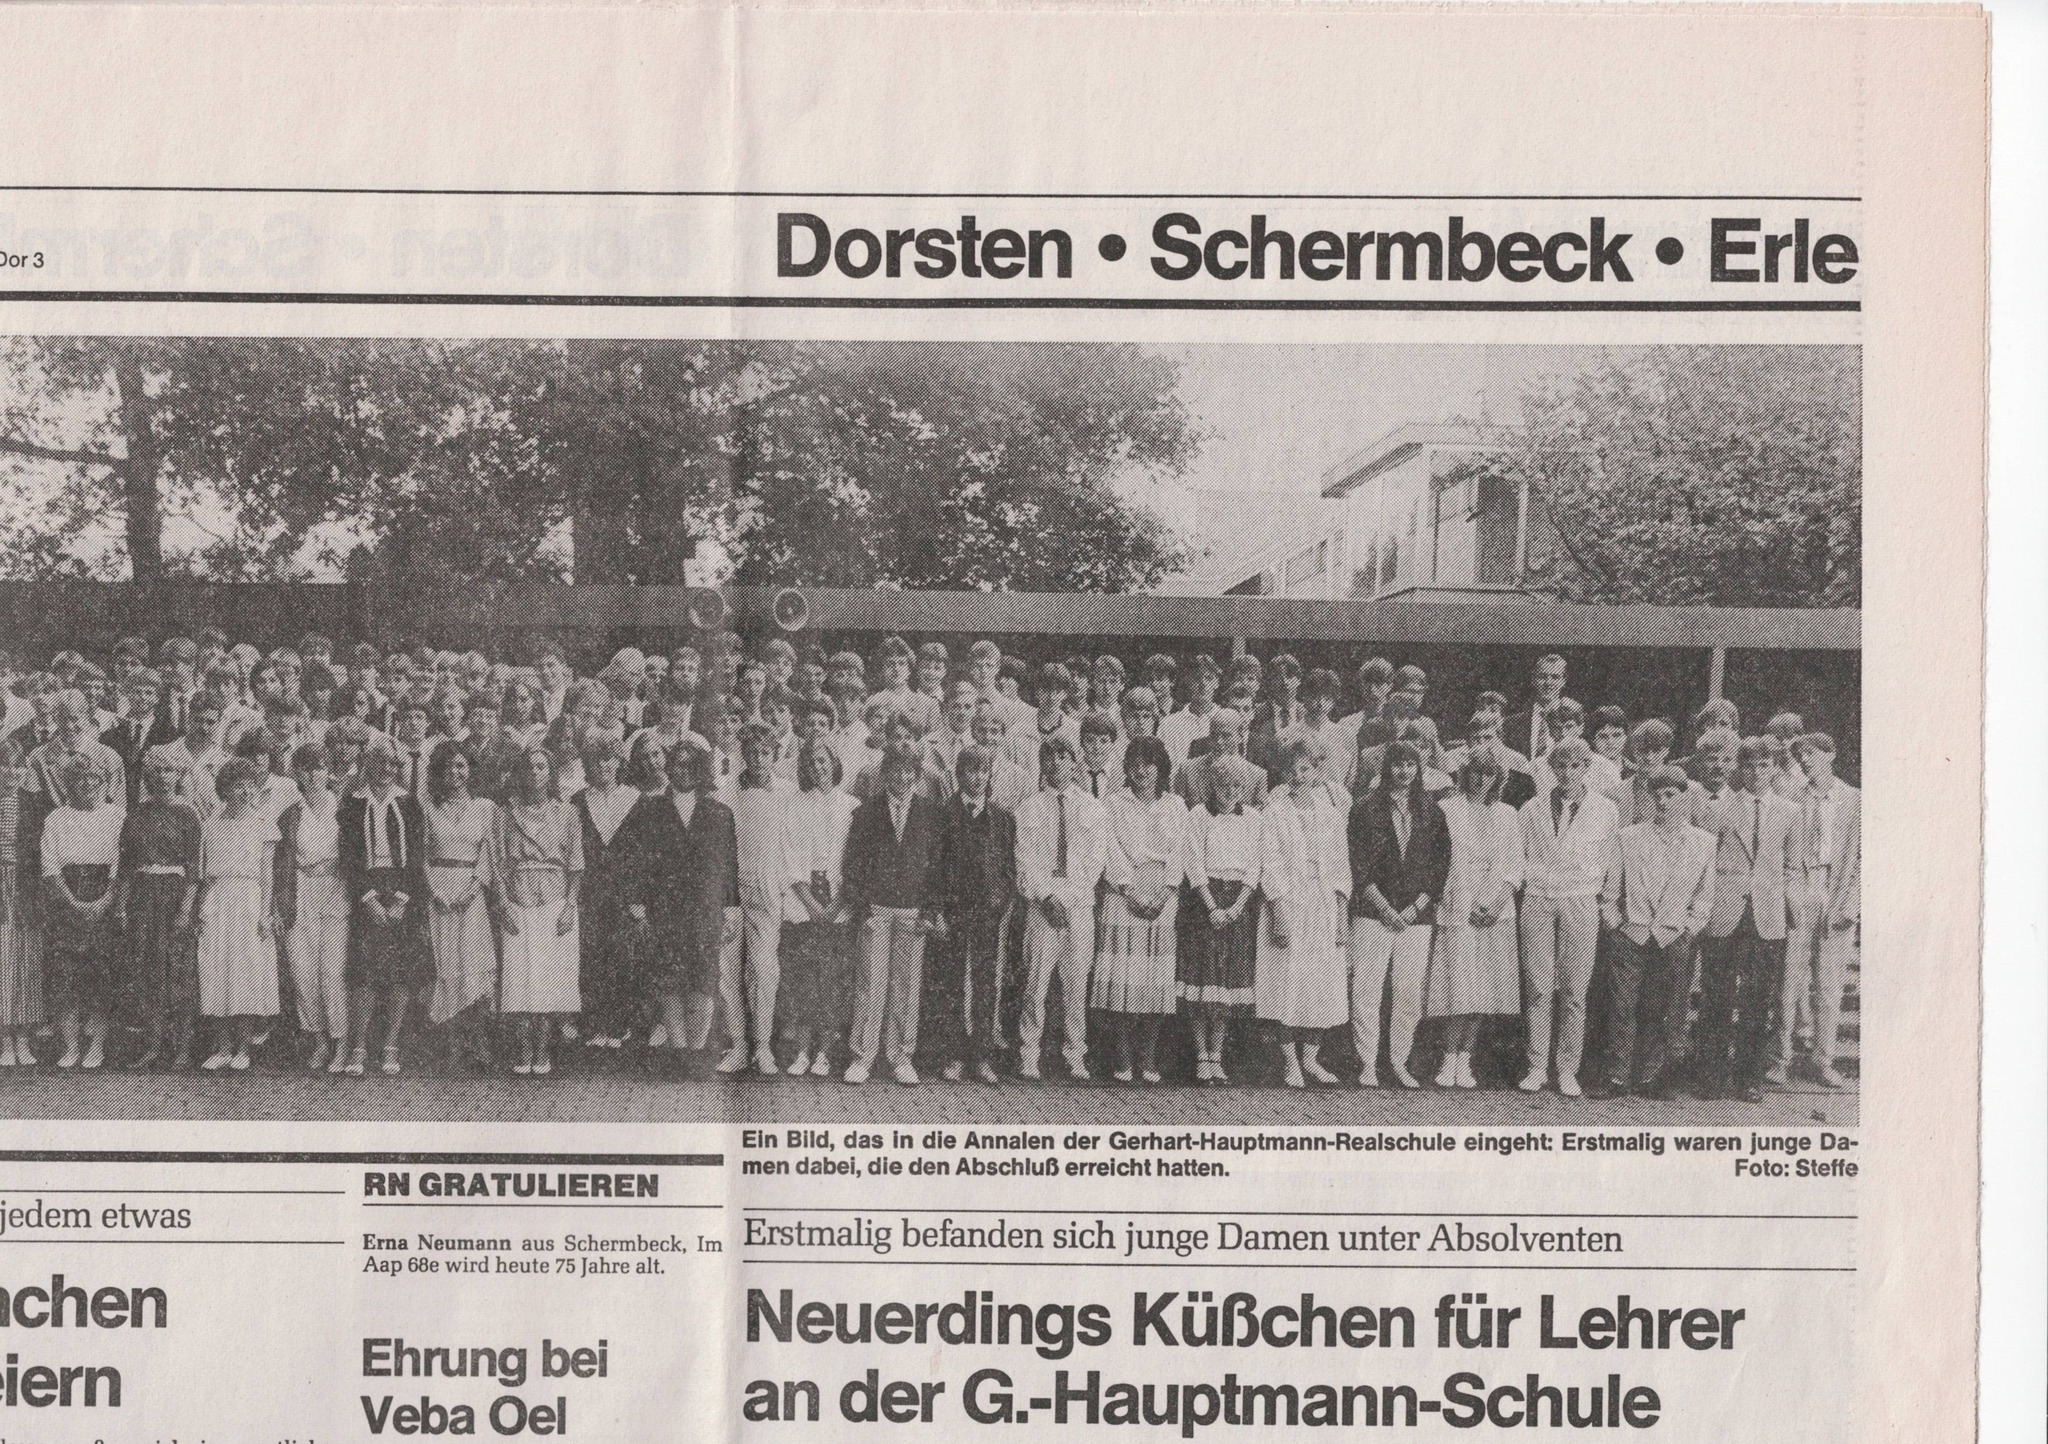 Dor 3
Dorsten • Schermbeck • Erle
Ein Bild, das in die Annalen der Gerhart-Hauptmann-Realschule eingeht: Erstmalig waren junge Da-
men dabei, die den Abschluß erreicht hatten.
Foto: Steffe
jedem etwas
chen
eiern
RN GRATULIEREN
Erna Neumann aus Schermbeck, Im
Aap 68e wird heute 75 Jahre alt.
Ehrung bei
Veba Oel
Erstmalig befanden sich junge Damen unter Absolventen
Neuerdings Küßchen für Lehrer
an der G.-Hauptmann-Schule